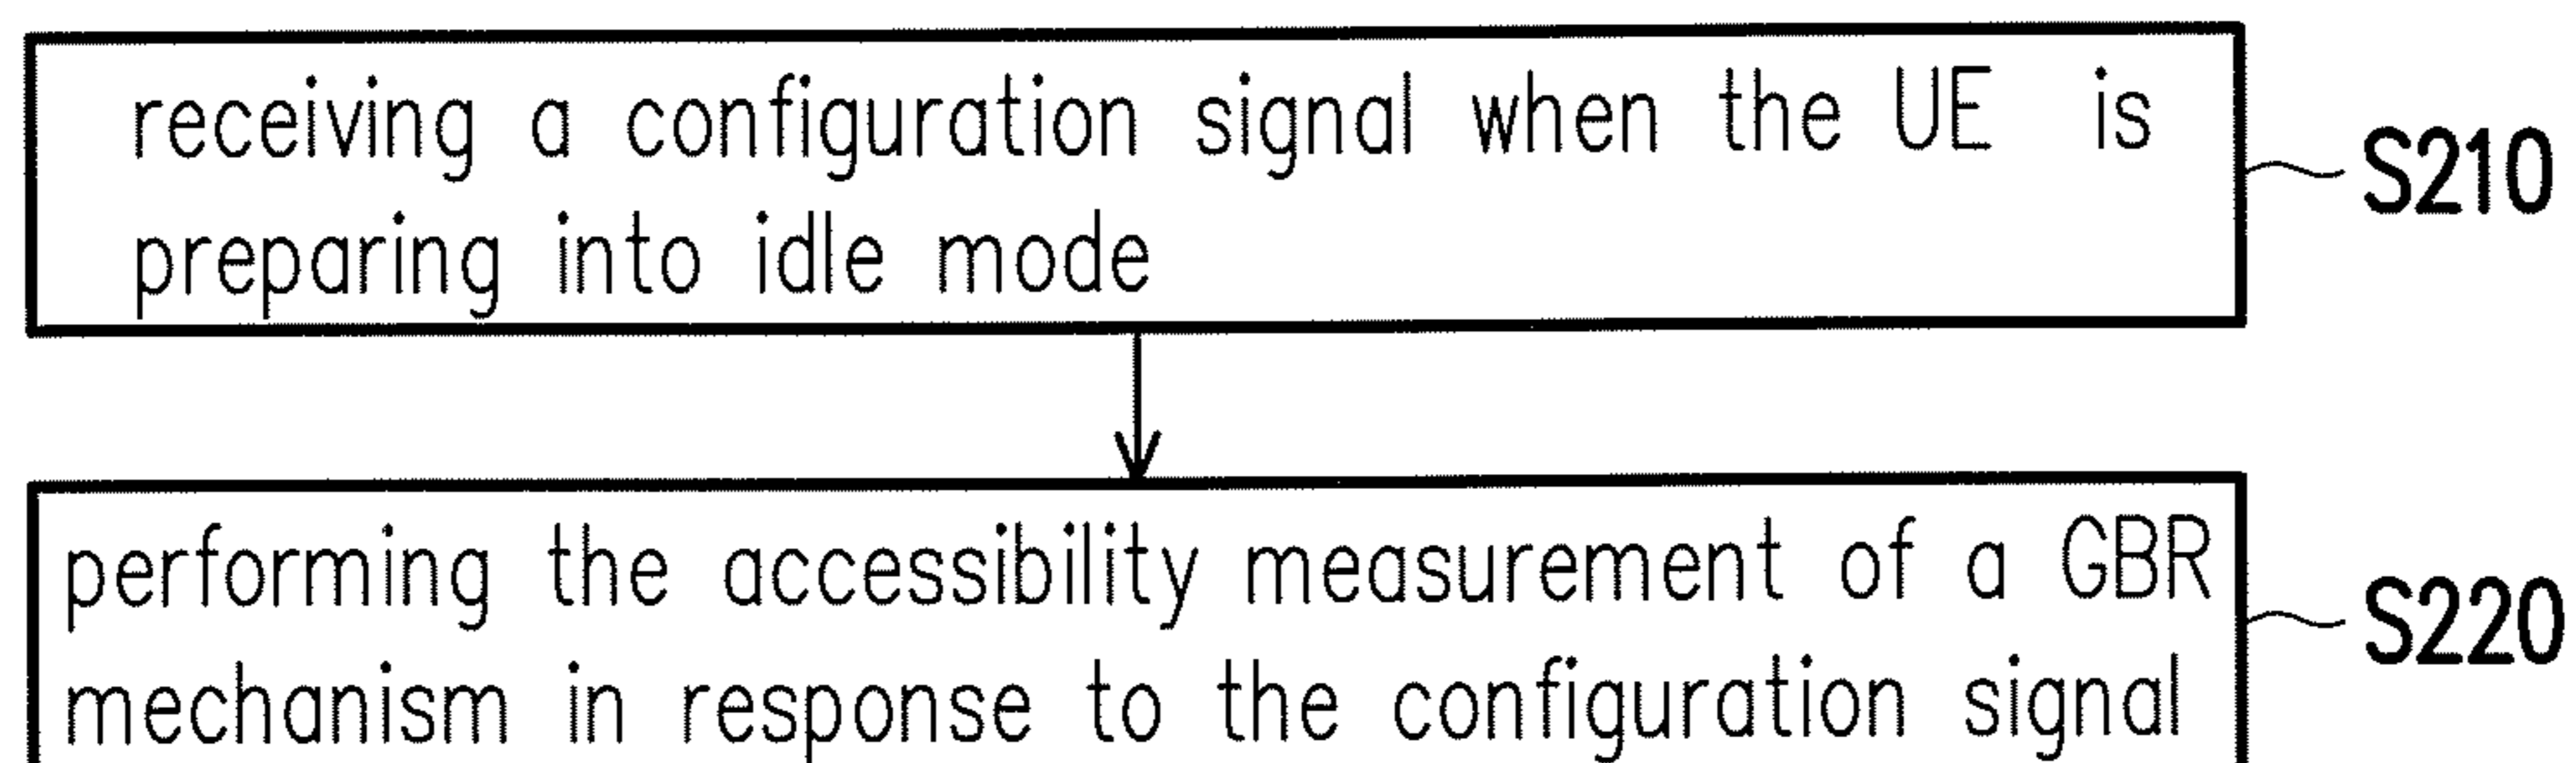 receiving a configuration signal when the UE is
preparing into idle mode
S210
performing the accessibility measurement of a GBR
mechanism in response to the configuration signal
S220